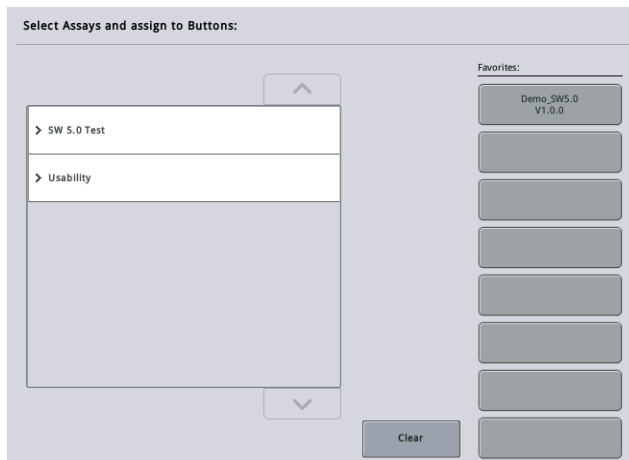 Select Assays and assign to Buttons:
Favorites:
Demo_SW5.0
V1.0.0
SW 5.0 Test
Usability
Clear